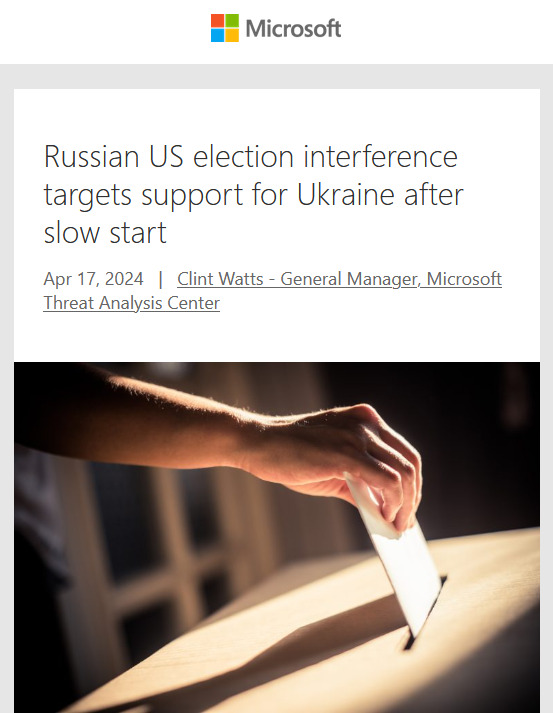 Microsoft
Russian US election interference
targets support for Ukraine after
slow start
Apr 17, 2024 | Clint Watts - General Manager, Microsoft
Threat Analysis Center